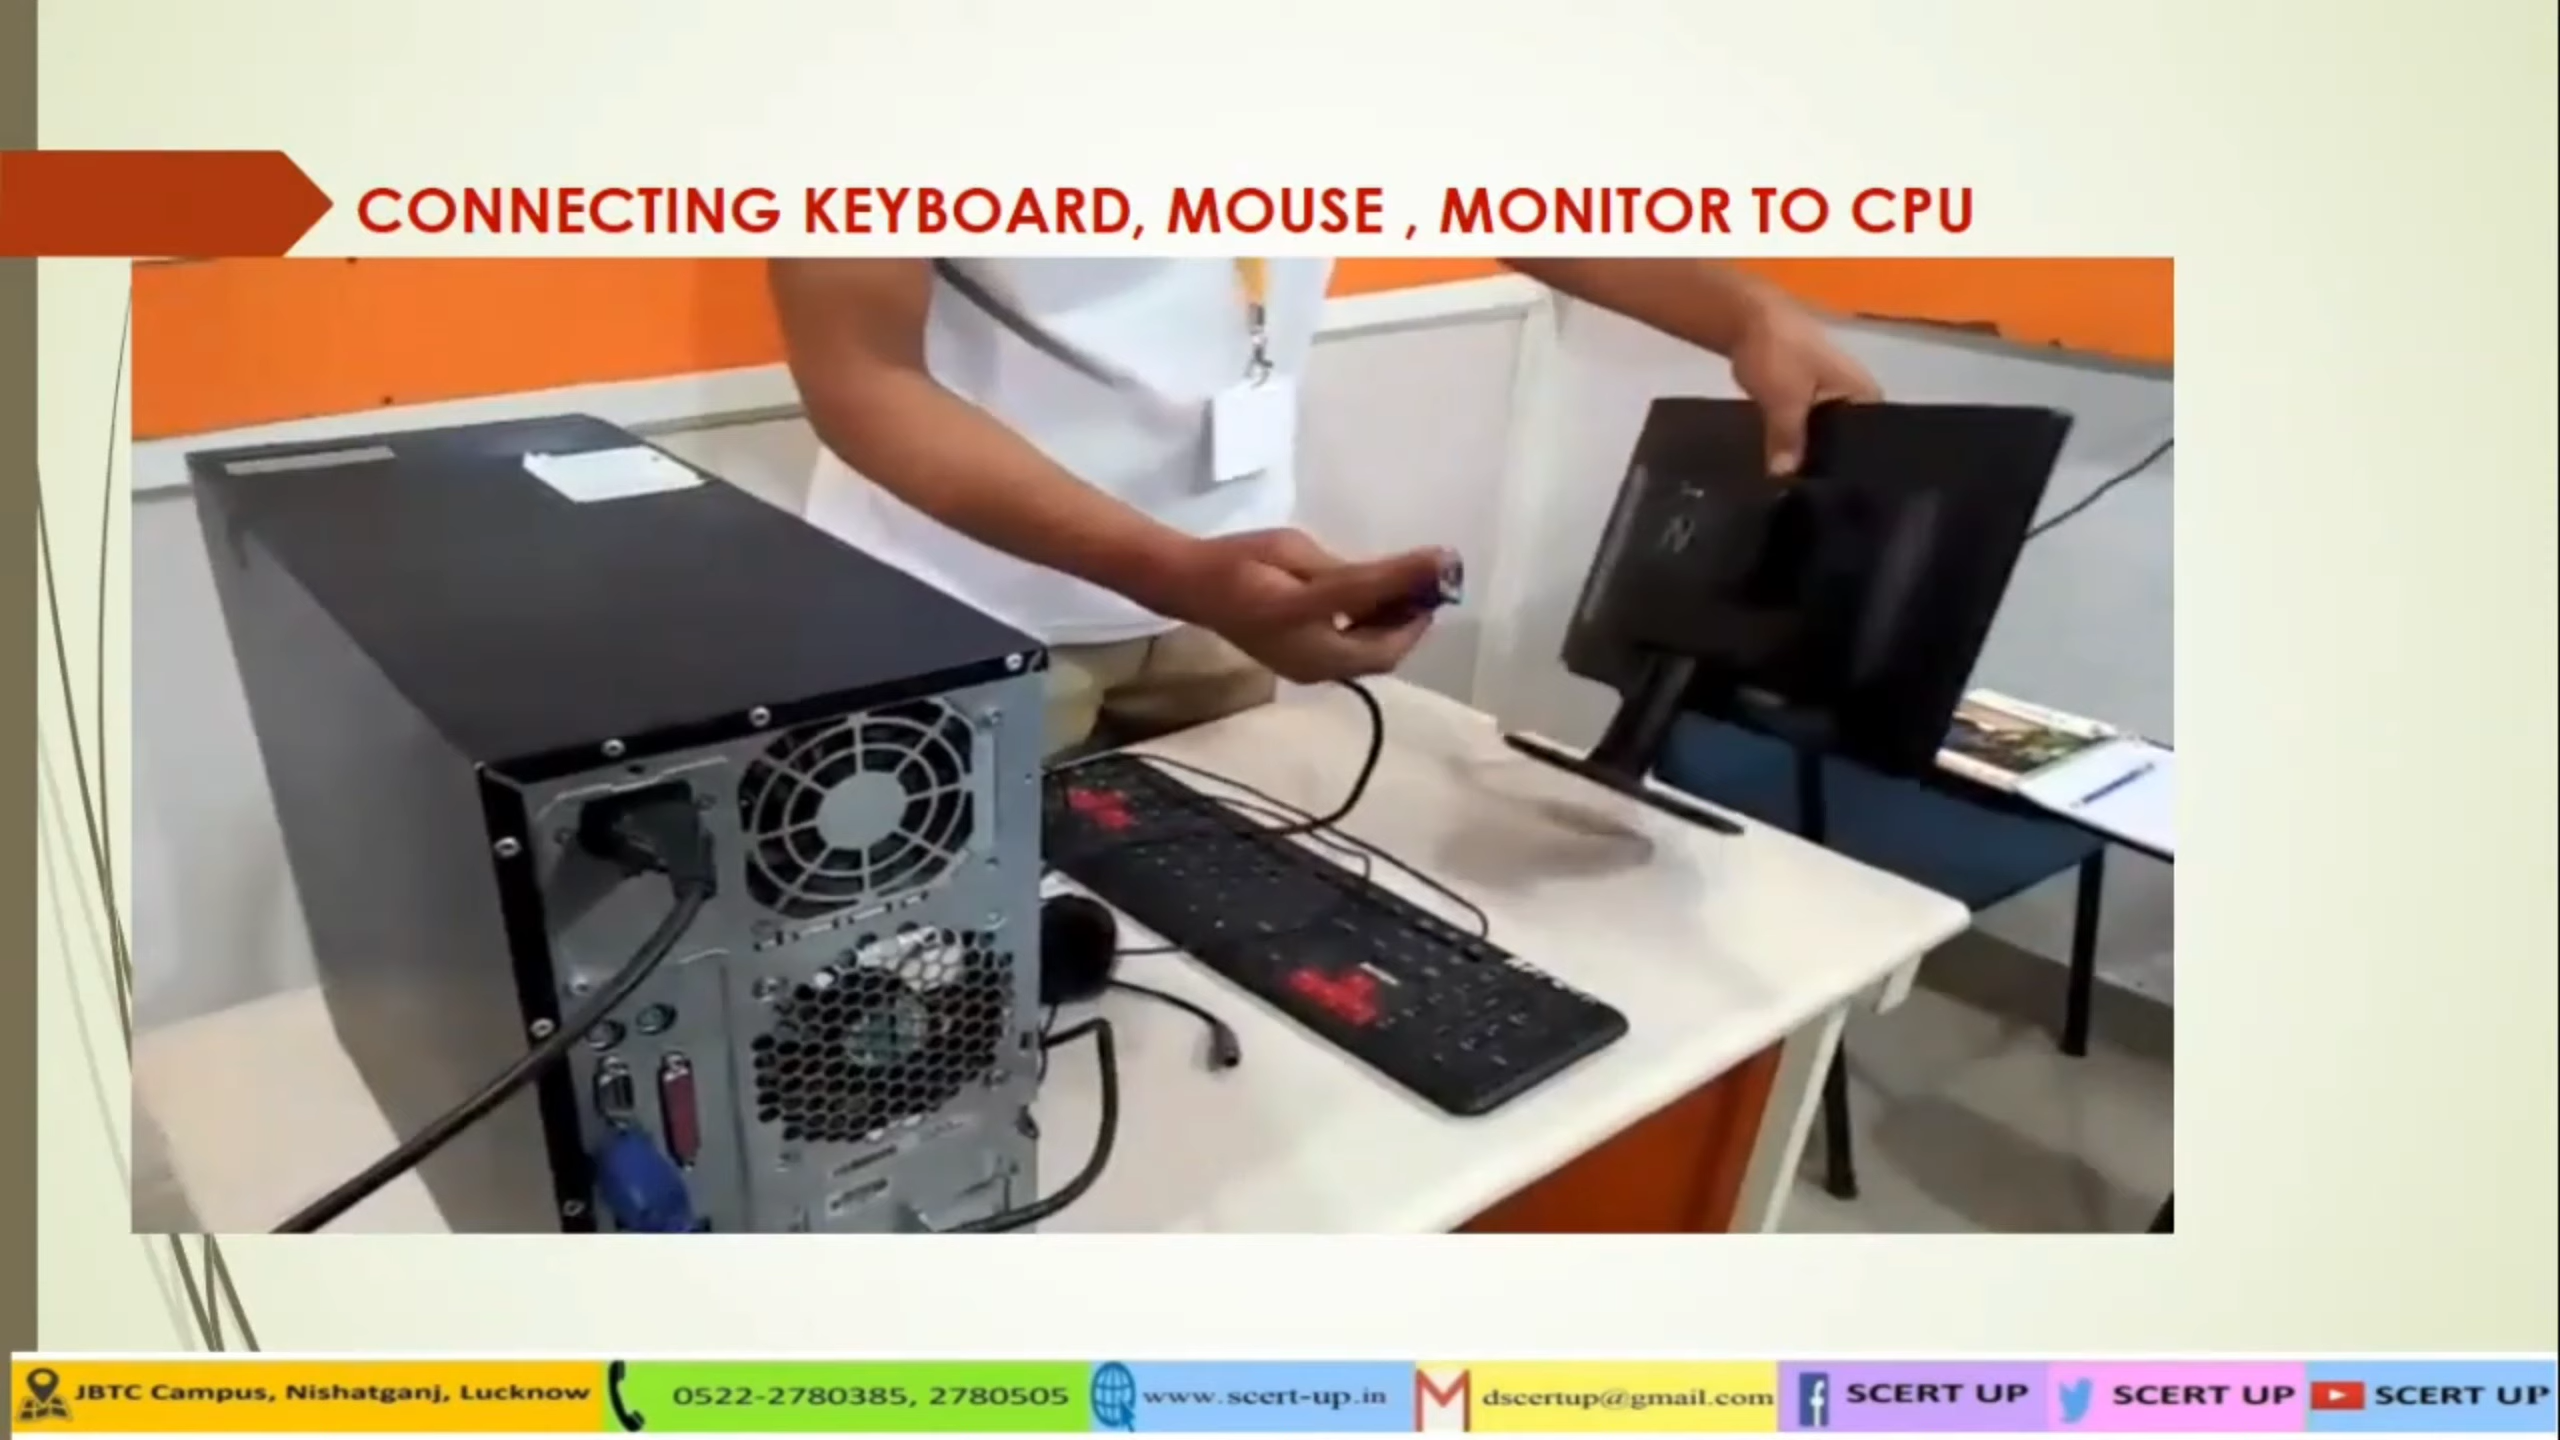 CONNECTING KEYBOARD, MOUSE , MONITOR TO CPU
JBTC Campus, Nishatganj, Lucknow
0522-2780385, 2780505
www.scert-up.in
dscertup@gmail.com
SCERT UP
SCERT UP
SCERT UP